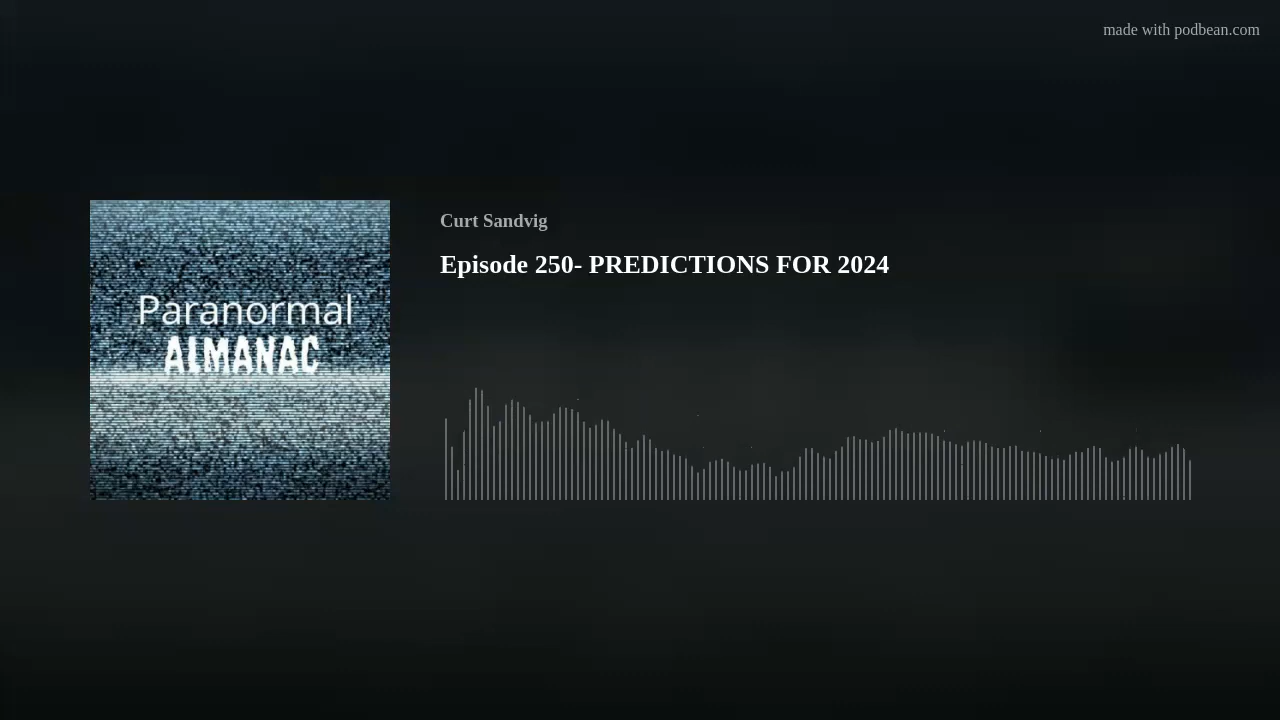 made with podbean.com
Paranormal
ALMANAC
Curt Sandvig
Episode 250- PREDICTIONS FOR 2024